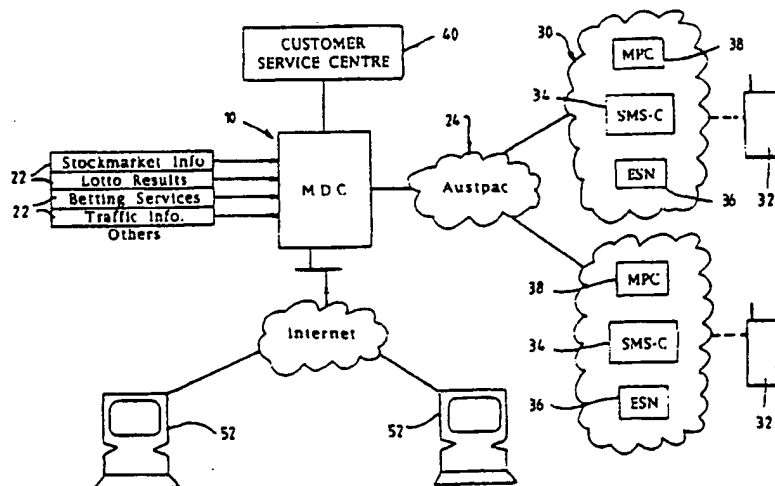 CUSTOMER
SERVICE CENTRE
40
30
MPC
38
34
SMS-C
ESN
36
32
10
24
22
Stockmarket Info
Lotto Results
22
Betting Services
Traffic Info.
Others
MDC
Austpac
38
MPC
34
SMS-C
36
ESN
32
Internet
52
52